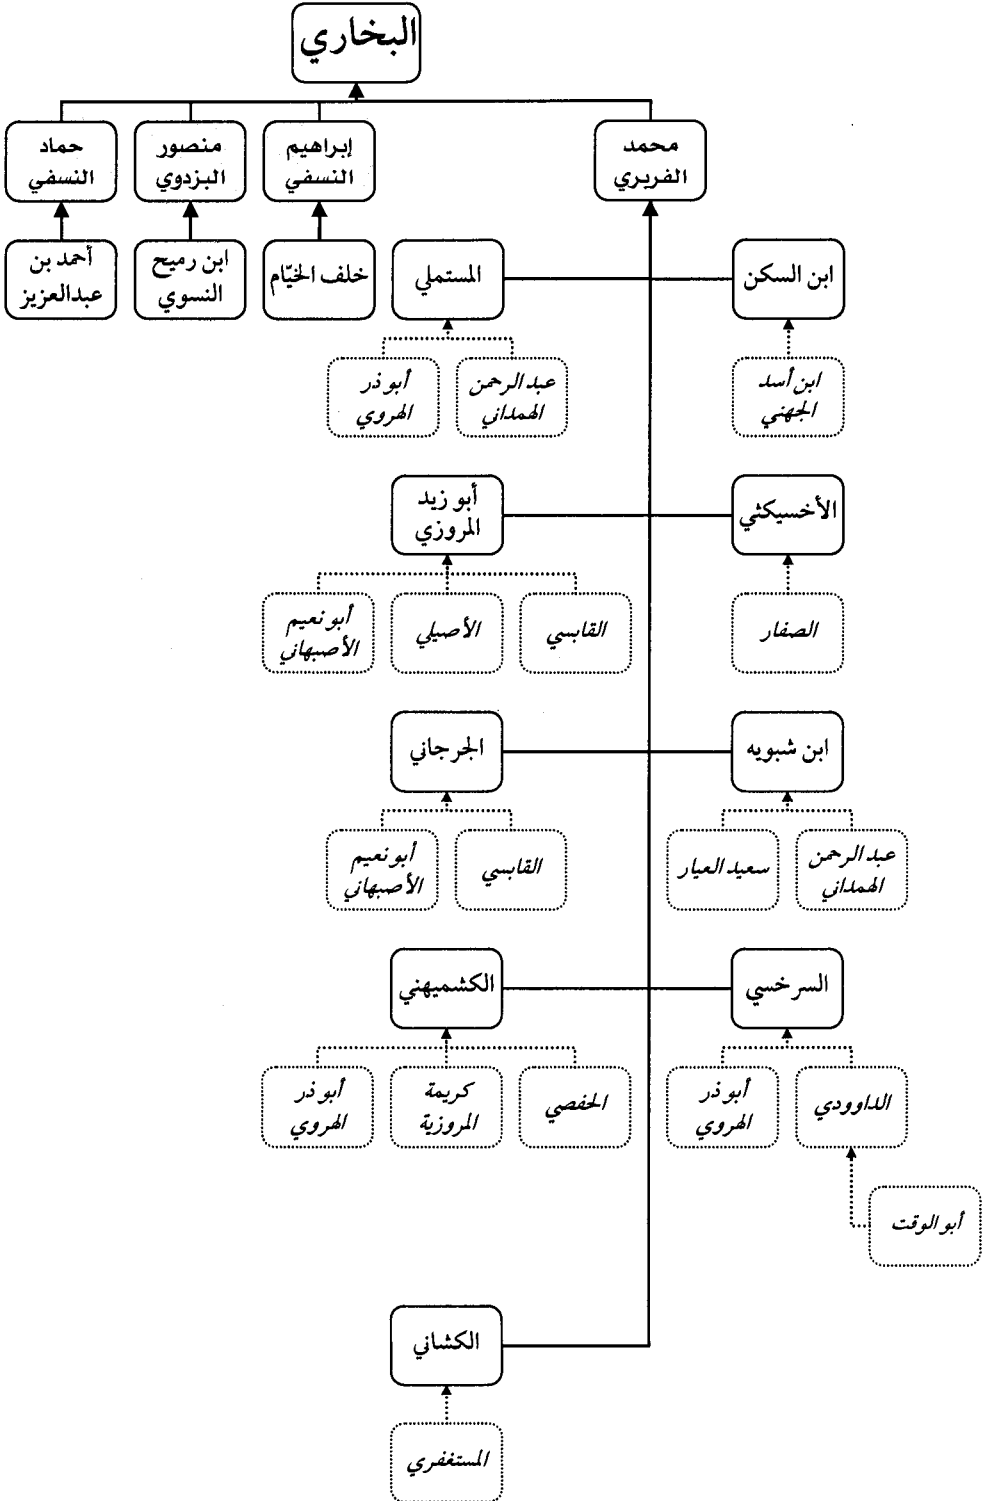 البخاري
محمد
الفربري
إبراهيم
النسفي
منصور
البزدوي
حماد
النسفي
خلف الخيّام
ابن رميح
النسوي
أحمد بن
عبدالعزيز
ابن السكن
المستملي
ابن أسد
الجهني
عبد الرحمن
الهمداني
أبو ذر
الهروي
الأخسيكثي
أبو زيد
المروزي
الصفار
القابسي
الأصيلي
أبو نعيم
الأصبهاني
ابن شبويه
الجرجاني
عبد الرحمن
الهمداني
سعيد العيار
القابسي
أبو نعيم
الأصبهاني
السرخسي
الكشميهني
الداوودي
أبو ذر
الهروي
الحفصي
كريمة
المروزية
أبو ذر
الهروي
أبو الوقت
الكشاني
المستغفري